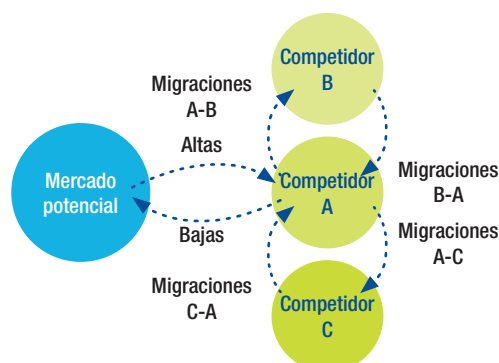 Competidor
B
Migraciones
A-B
Altas
Mercado
potencial
Competidor
A
Migraciones
B-A
Bajas
Migraciones
A-C
Migraciones
C-A
Competidor
C